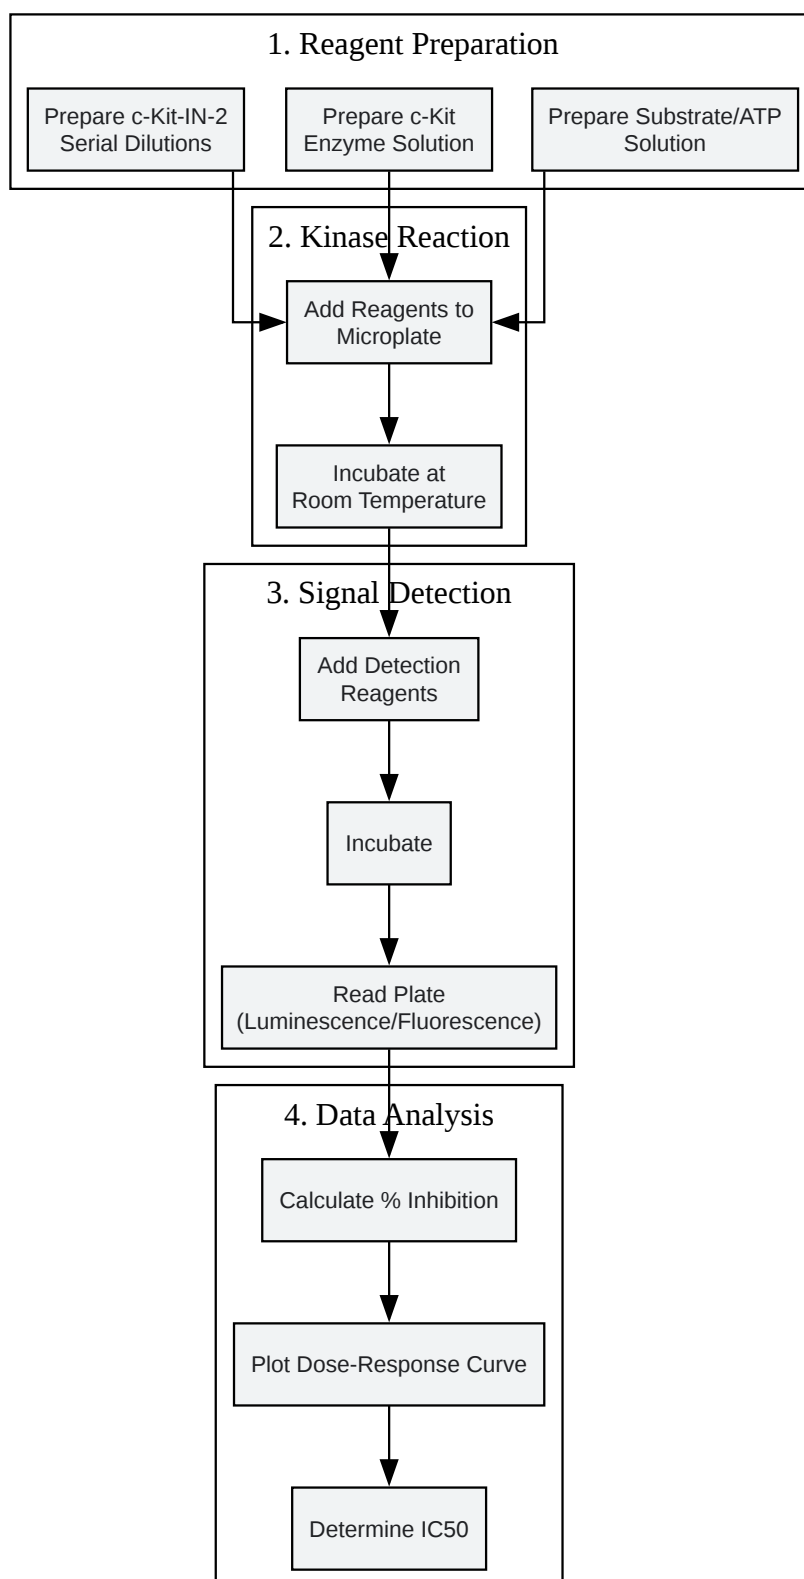 1. Reagent Preparation
Prepare c-Kit-IN-2
Serial Dilutions
Prepare c-Kit
Enzyme Solution
Prepare Substrate/ATP
Solution
2. Kinase Reaction
Add Reagents to
Microplate
Incubate at
Room Temperature
3. Signal Detection
Add Detection
Reagents
Incubate
Read Plate
(Luminescence/Fluorescence)
4. Data Analysis
Calculate % Inhibition
Plot Dose-Response Curve
Determine IC50